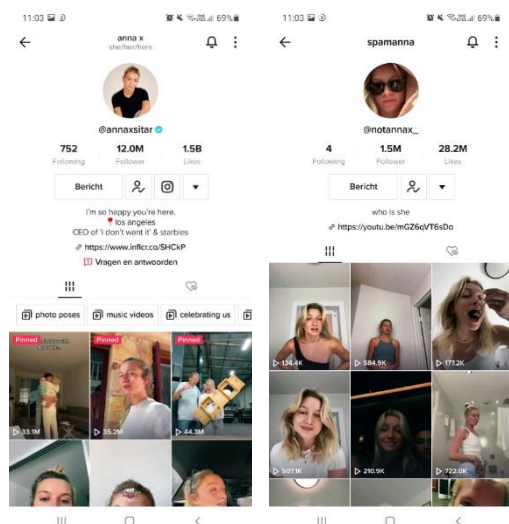 11:03
69%
anna x
she/her/hers
@annaxsitar
752 12.0M 1.5B
Following Follower Likes
Bericht
I'm so happy you're here.
los angeles
CEO of 'i don't want it' & starbies
https://www.inflcr.co/SHCkP
Vragen en antwoorden
photo poses music videos celebrating us
Pinned Pinned Pinned
33.1M 35.2M 44.3M
11:03
69%
spamanna
@notannax_
4 1.5M 28.2M
Following Follower Likes
Bericht
who is she
https://youtu.be/mGZ6qVT6sDo
134.4K 584.9K 177.2K
507.1K 210.9K 722.0K